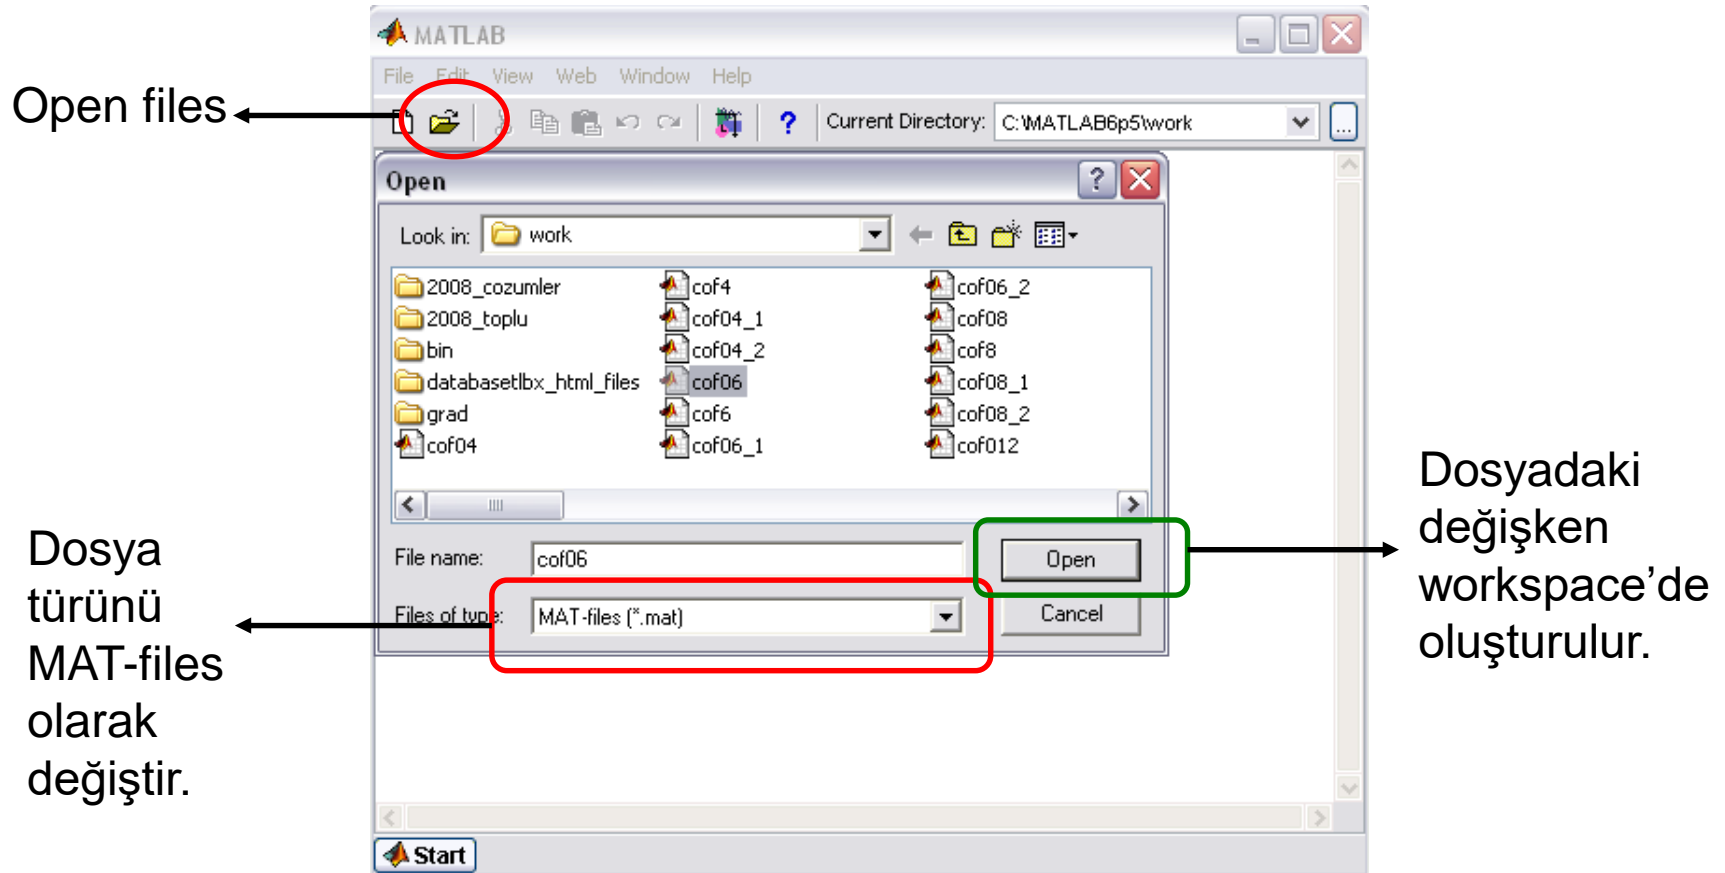 MATLAB
File Edit View Web Window Help
Open files
? Current Directory: C:\MATLAB6p5\work ...
Open ?
Look in: work
2008_cozumler
2008_toplu
bin
databasetlbx_html_files
grad
cof04
cof4
cof04_1
cof04_2
cof06
cof6
cof06_1
cof06_2
cof08
cof8
cof08_1
cof08_2
cof012
File name: cof06 Open
Files of type: MAT-files (*.mat) Cancel
Dosya
türünü
MAT-files
olarak
değiştir.
Dosyadaki
değişken
workspace’de
oluşturulur.
Start